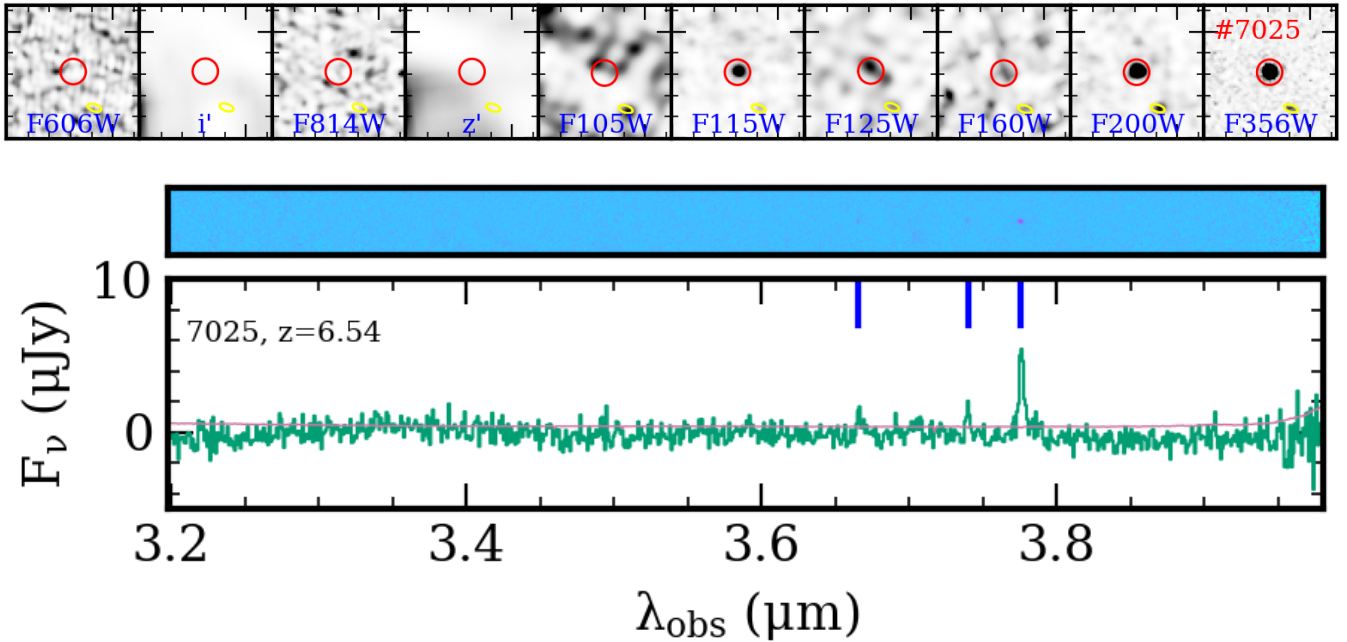 #7025
F606W i' F814W z' F105W F115W F125W F160W F200W F356W
10
7025, z=6.54
0
Fν (μJy)
3.2 3.4 3.6 3.8
λobs (μm)